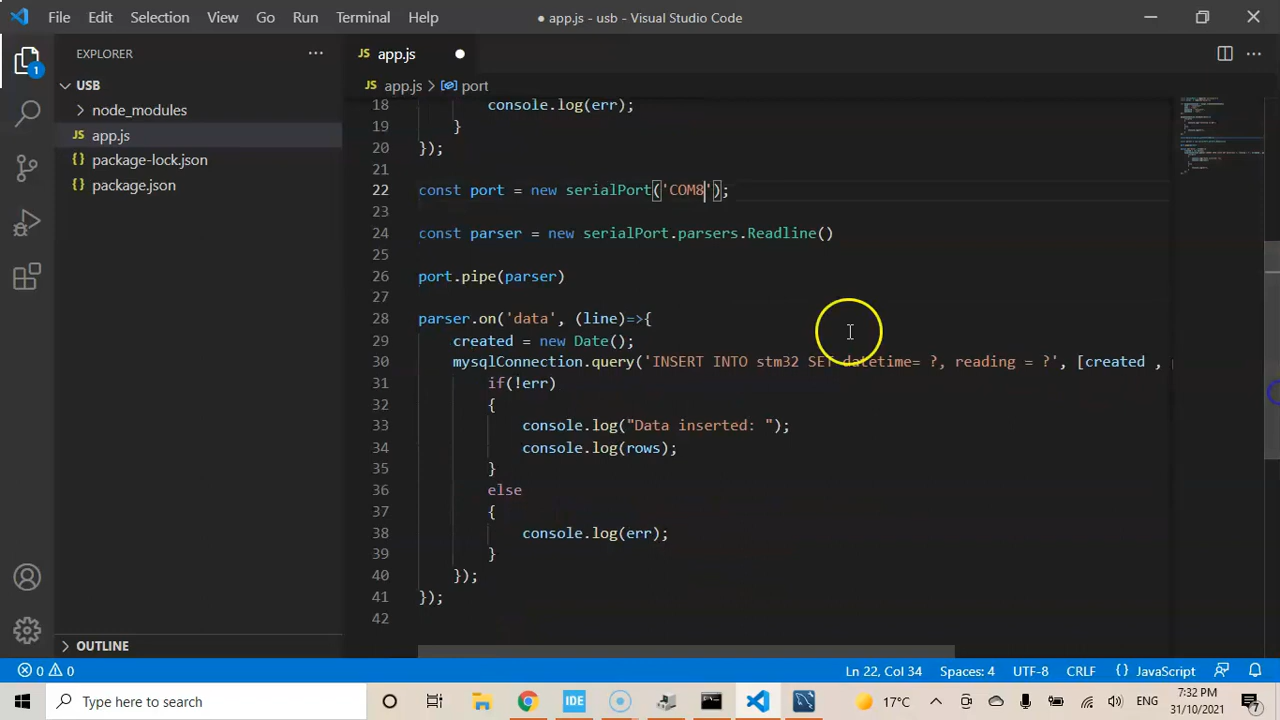 File Edit Selection View Go Run Terminal Help
● app.js - usb - Visual Studio Code
EXPLORER
JS app.js
USB
JS app.js > port
node_modules
JS app.js
package-lock.json
package.json
18 console.log(err);
19 }
20 });
21
22 const port = new serialPort('COM8');
23
24 const parser = new serialPort.parsers.Readline()
25
26 port.pipe(parser)
27
28 parser.on('data', (line)=>{
29 created = new Date();
30 mysqlConnection.query('INSERT INTO stm32 SET datetime= ?, reading = ?', [created ,
31 if(!err)
32 {
33 console.log("Data inserted: ");
34 console.log(rows);
35 }
36 else
37 {
38 console.log(err);
39 }
40 });
41 });
42
1
OUTLINE
0 0 Ln 22, Col 34 Spaces: 4 UTF-8 CRLF {} JavaScript
Type here to search
IDE
17°C
ENG
7:32 PM
31/10/2021
7